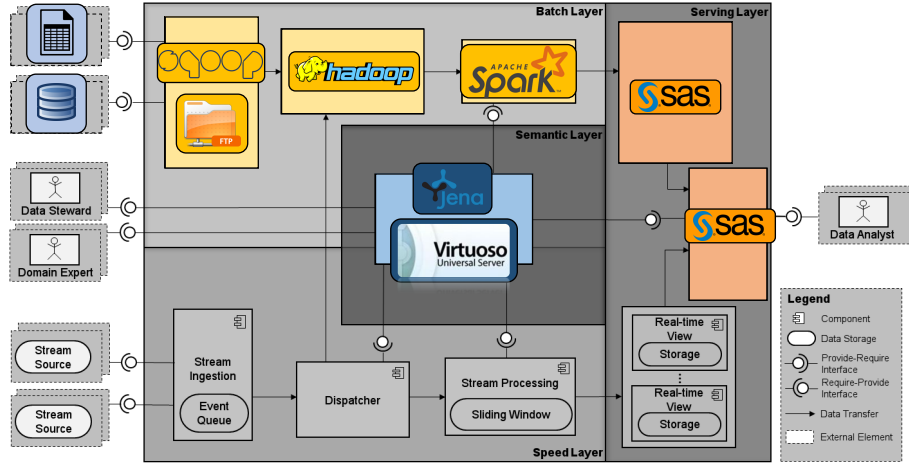 Batch Layer
Serving Layer
sqoop
hadoop
APACHE
Spark
TM
FTP
sas
Semantic Layer
jena
Virtuoso
Universal Server
sas
Data Steward
Domain Expert
Data Analyst
Stream
Source
Stream
Source
Stream
Ingestion
Event
Queue
Dispatcher
Stream Processing
Sliding Window
Real-time
View
Storage
Real-time
View
Storage
Speed Layer
Legend
Component
Data Storage
Provide-Require
Interface
Require-Provide
Interface
Data Transfer
External Element